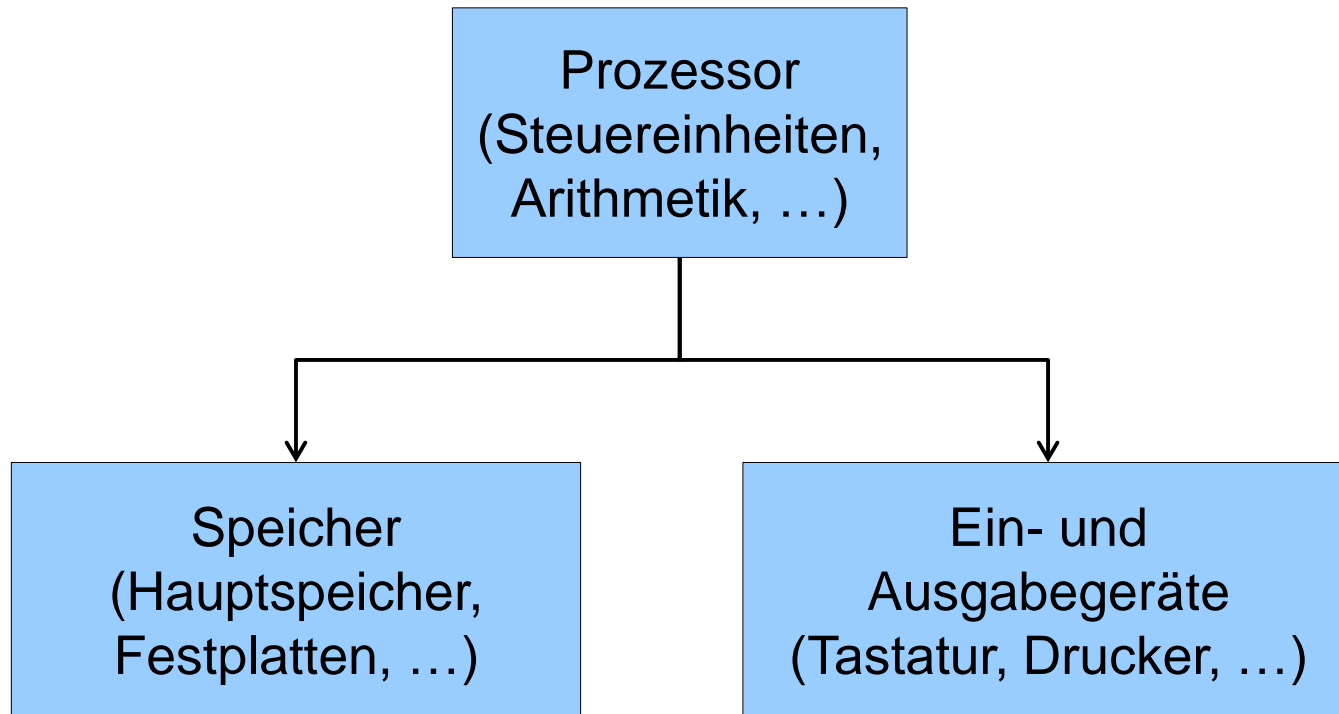 Prozessor
(Steuereinheiten,
Arithmetik, …)
Speicher
(Hauptspeicher,
Festplatten, …)
Ein- und
Ausgabegeräte
(Tastatur, Drucker, …)